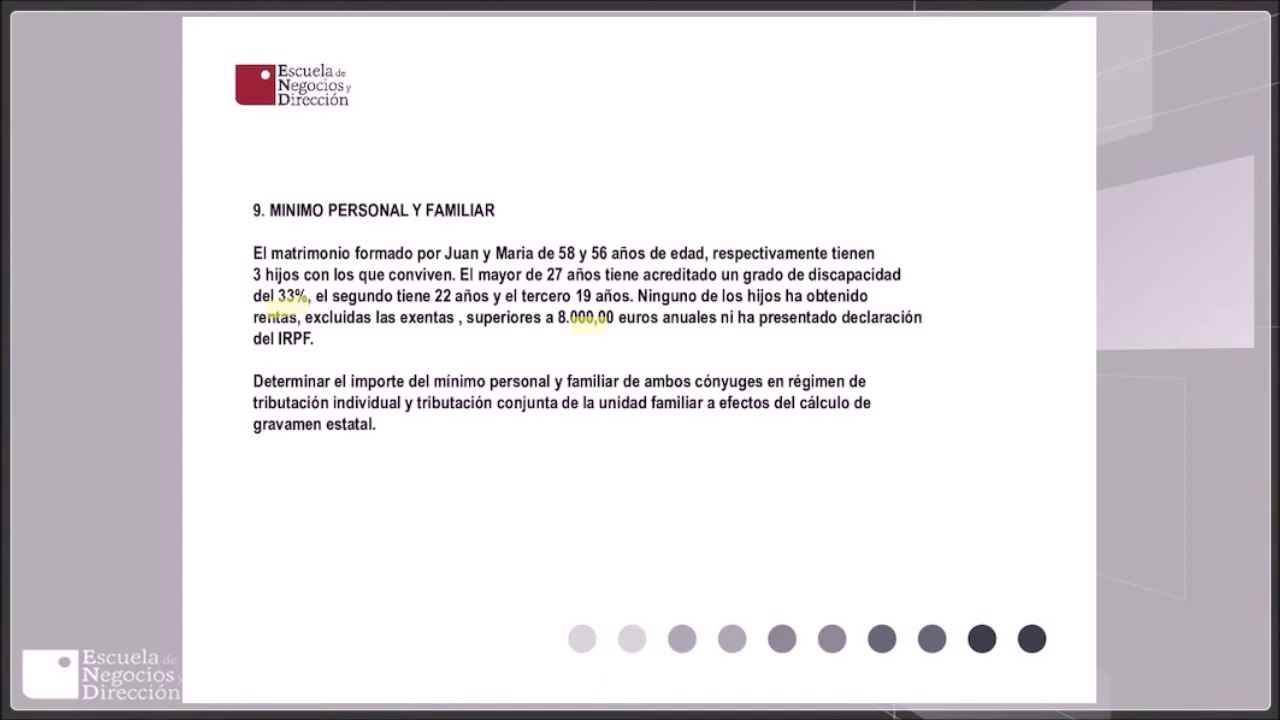 Escuela de
Negocios y
Dirección
9. MINIMO PERSONAL Y FAMILIAR
El matrimonio formado por Juan y Maria de 58 y 56 años de edad, respectivamente tienen
3 hijos con los que conviven. El mayor de 27 años tiene acreditado un grado de discapacidad
del 33%, el segundo tiene 22 años y el tercero 19 años. Ninguno de los hijos ha obtenido
rentas, excluidas las exentas , superiores a 8.000,00 euros anuales ni ha presentado declaración
del IRPF.
Determinar el importe del mínimo personal y familiar de ambos cónyuges en régimen de
tributación individual y tributación conjunta de la unidad familiar a efectos del cálculo de
gravamen estatal.
Escuela de
Negocios y
Dirección